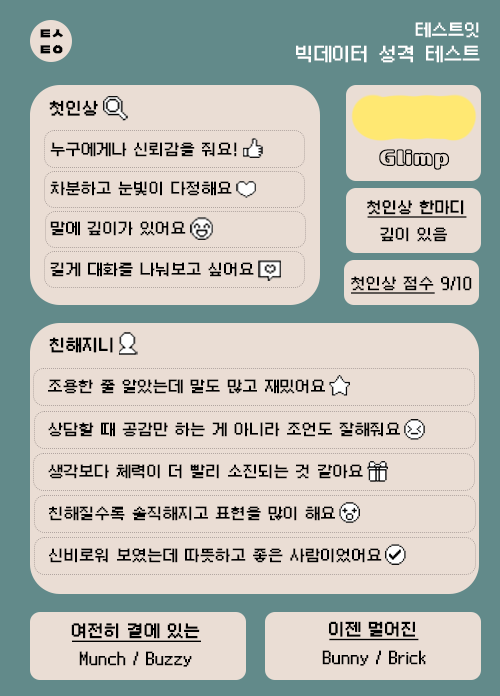 ㅌㅅ
ㅌㅇ
테스트잇
빅데이터 성격 테스트
첫인상
누구에게나 신뢰감을 줘요!
차분하고 눈빛이 다정해요
말에 깊이가 있어요
길게 대화를 나눠보고 싶어요
Glimp
첫인상 한마디
깊이 있음
첫인상 점수 9/10
친해지니
조용한 줄 알았는데 말도 많고 재밌어요
상담할 때 공감만 하는 게 아니라 조언도 잘해줘요
생각보다 체력이 더 빨리 소진되는 것 같아요
친해질수록 솔직해지고 표현을 많이 해요
신비로워 보였는데 따뜻하고 좋은 사람이었어요
여전히 곁에 있는
Munch / Buzzy
이젠 멀어진
Bunny / Brick